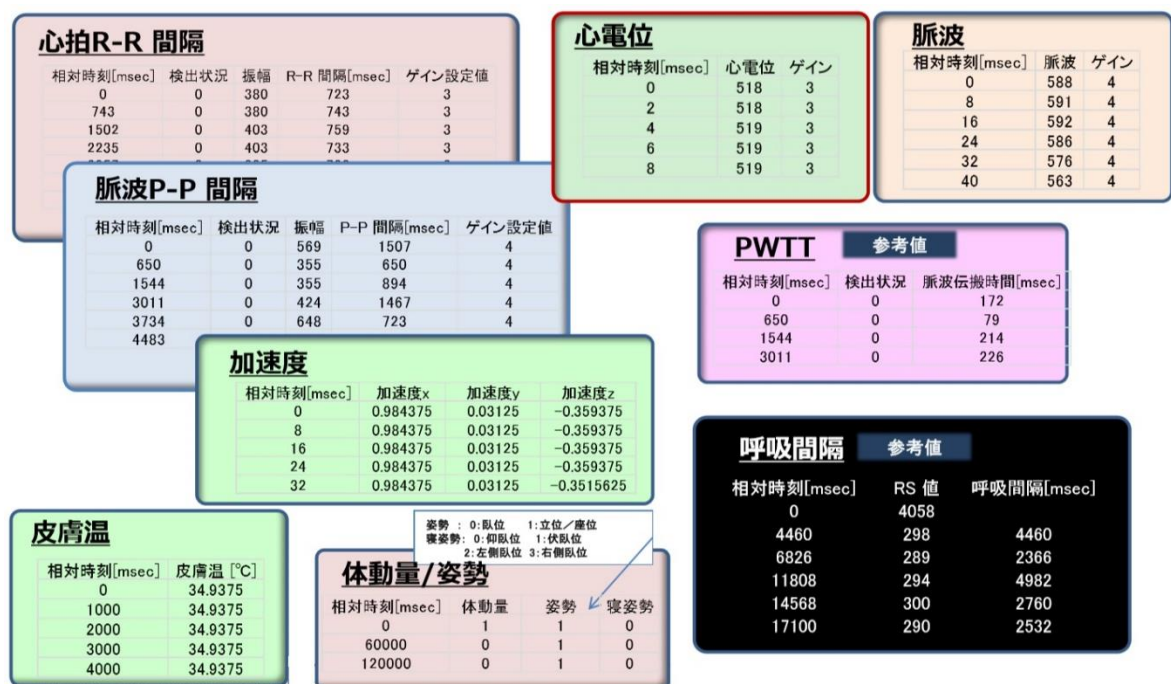 心拍R-R 間隔
相対時刻[msec] 検出状況 振幅 R-R 間隔[msec] ゲイン設定値
0 0 380 723 3
743 0 380 743 3
1502 0 403 759 3
2235 0 403 733 3
脈波P-P 間隔
相対時刻[msec] 検出状況 振幅 P-P 間隔[msec] ゲイン設定値
0 0 569 1507 4
650 0 355 650 4
1544 0 355 894 4
3011 0 424 1467 4
3734 0 648 723 4
4483
加速度
相対時刻[msec] 加速度x 加速度y 加速度z
0 0.984375 0.03125 -0.359375
8 0.984375 0.03125 -0.359375
16 0.984375 0.03125 -0.359375
24 0.984375 0.03125 -0.359375
32 0.984375 0.03125 -0.3515625
皮膚温
相対時刻[msec] 皮膚温 [℃]
0 34.9375
1000 34.9375
2000 34.9375
3000 34.9375
4000 34.9375
姿勢 : 0:臥位 1:立位/座位
寝姿勢: 0:仰臥位 1:伏臥位
2:左側臥位 3:右側臥位
体動量/姿勢
相対時刻[msec] 体動量 姿勢 寝姿勢
0 1 1 0
60000 0 1 0
120000 0 1 0
心電位
相対時刻[msec] 心電位 ゲイン
0 518 3
2 518 3
4 519 3
6 519 3
8 519 3
脈波
相対時刻[msec] 脈波 ゲイン
0 588 4
8 591 4
16 592 4
24 586 4
32 576 4
40 563 4
PWTT 参考値
相対時刻[msec] 検出状況 脈波伝搬時間[msec]
0 0 172
650 0 79
1544 0 214
3011 0 226
呼吸間隔 参考値
相対時刻[msec] RS 値 呼吸間隔[msec]
0 4058
4460 298 4460
6826 289 2366
11808 294 4982
14568 300 2760
17100 290 2532